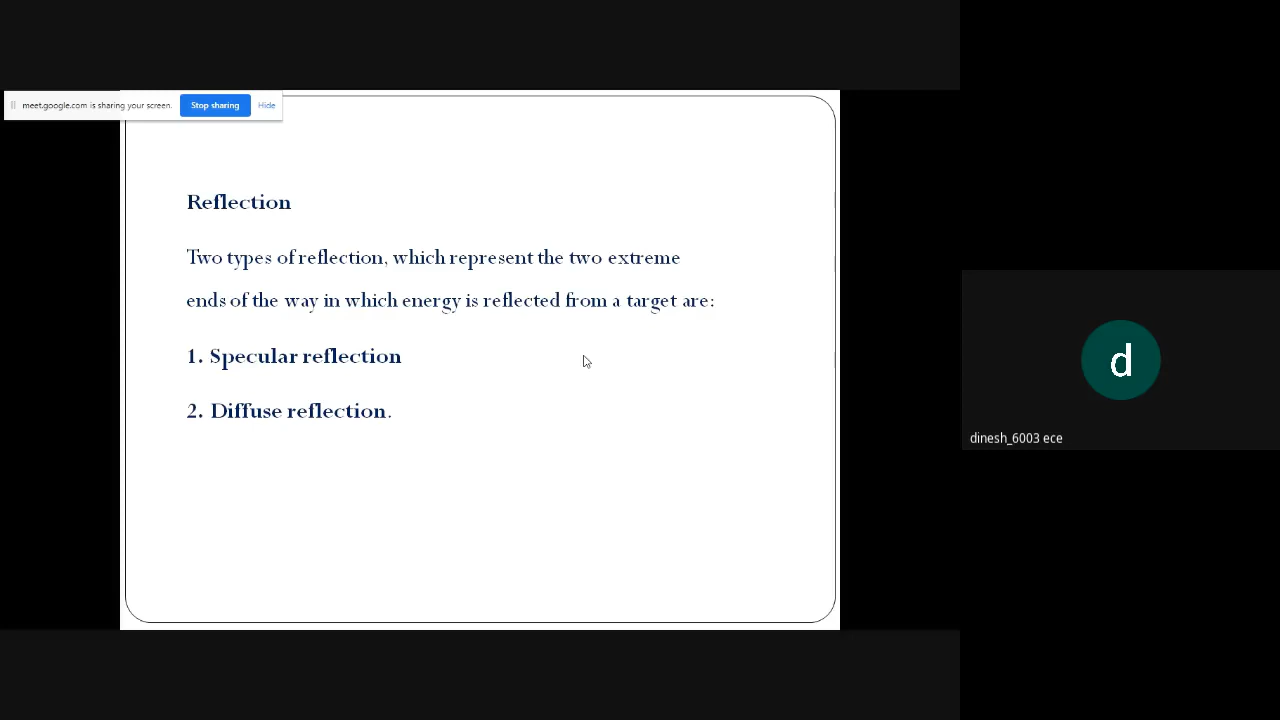 meet.google.com is sharing your screen. Stop sharing Hide
Reflection
Two types of reflection, which represent the two extreme
ends of the way in which energy is reflected from a target are:
1. Specular reflection
2. Diffuse reflection.
d
dinesh_6003 ece